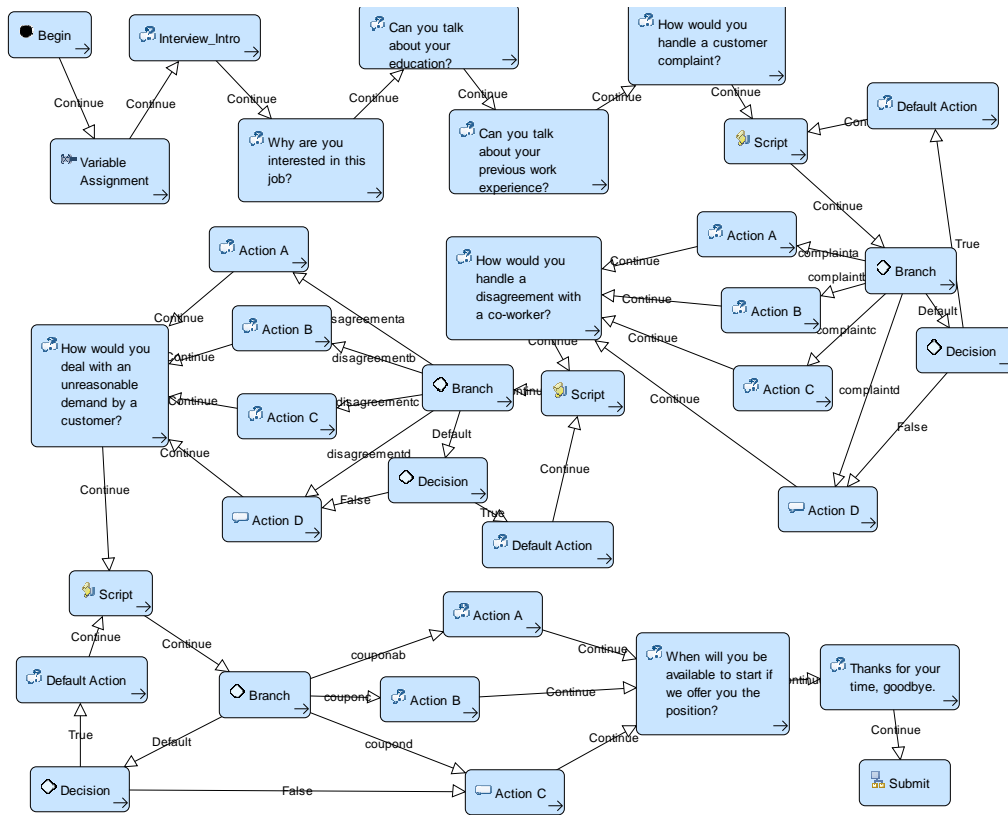 Begin
Continue
Variable
Assignment
Continue
Interview_Intro
Continue
Why are you
interested in this
job?
Continue
Can you talk
about your
education?
Continue
Can you talk
about your
previous work
experience?
Continue
How would you
handle a customer
complaint?
Continue
Script
Default Action
Continue
True
Branch
complainta
Action A
Continue
Action B
Continue
complaintc
Action C
Continue
complaintd
Action D
Continue
Default
Decision
False
How would you
handle a
disagreement with
a co-worker?
Continue
Script
Branch
disagreementb
disagreementc
disagreementd
Action A
Continue
Action B
Continue
Action C
Continue
Action D
Continue
Default
Decision
False
True
Default Action
Continue
How would you
deal with an
unreasonable
demand by a
customer?
Continue
Script
Continue
Default Action
Continue
True
Decision
Default
False
Branch
couponab
couponc
coupond
Action A
Continue
Action B
Continue
Action C
Continue
When will you be
available to start if
we offer you the
position?
Thanks for your
time, goodbye.
Continue
Submit